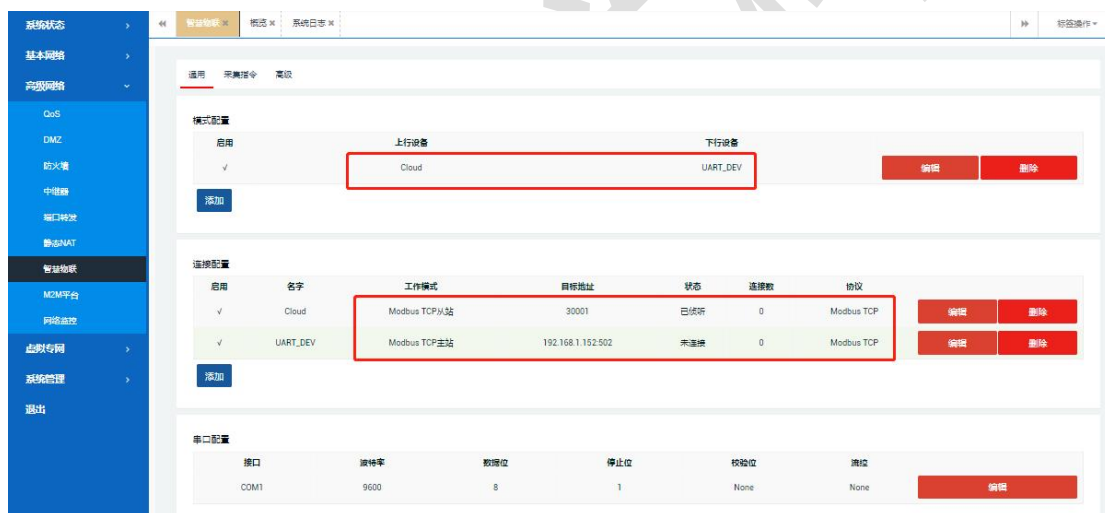 系统状态
基本网络
高级网络
QoS
DMZ
防火墙
中继器
端口转发
静态NAT
智慧物联
M2M平台
网络监控
虚拟专网
系统管理
退出
智慧物联 × 概览 × 系统日志 × 标签操作
通用 采集指令 高级
模式配置
启用 上行设备 下行设备
√ Cloud UART_DEV 编辑 删除
添加
连接配置
启用 名字 工作模式 目标地址 状态 连接数 协议
√ Cloud Modbus TCP从站 30001 已侦听 0 Modbus TCP 编辑 删除
√ UART_DEV Modbus TCP主站 192.168.1.152:502 未连接 0 Modbus TCP 编辑 删除
添加
串口配置
接口 波特率 数据位 停止位 校验位 流控
COM1 9600 8 1 None None 编辑